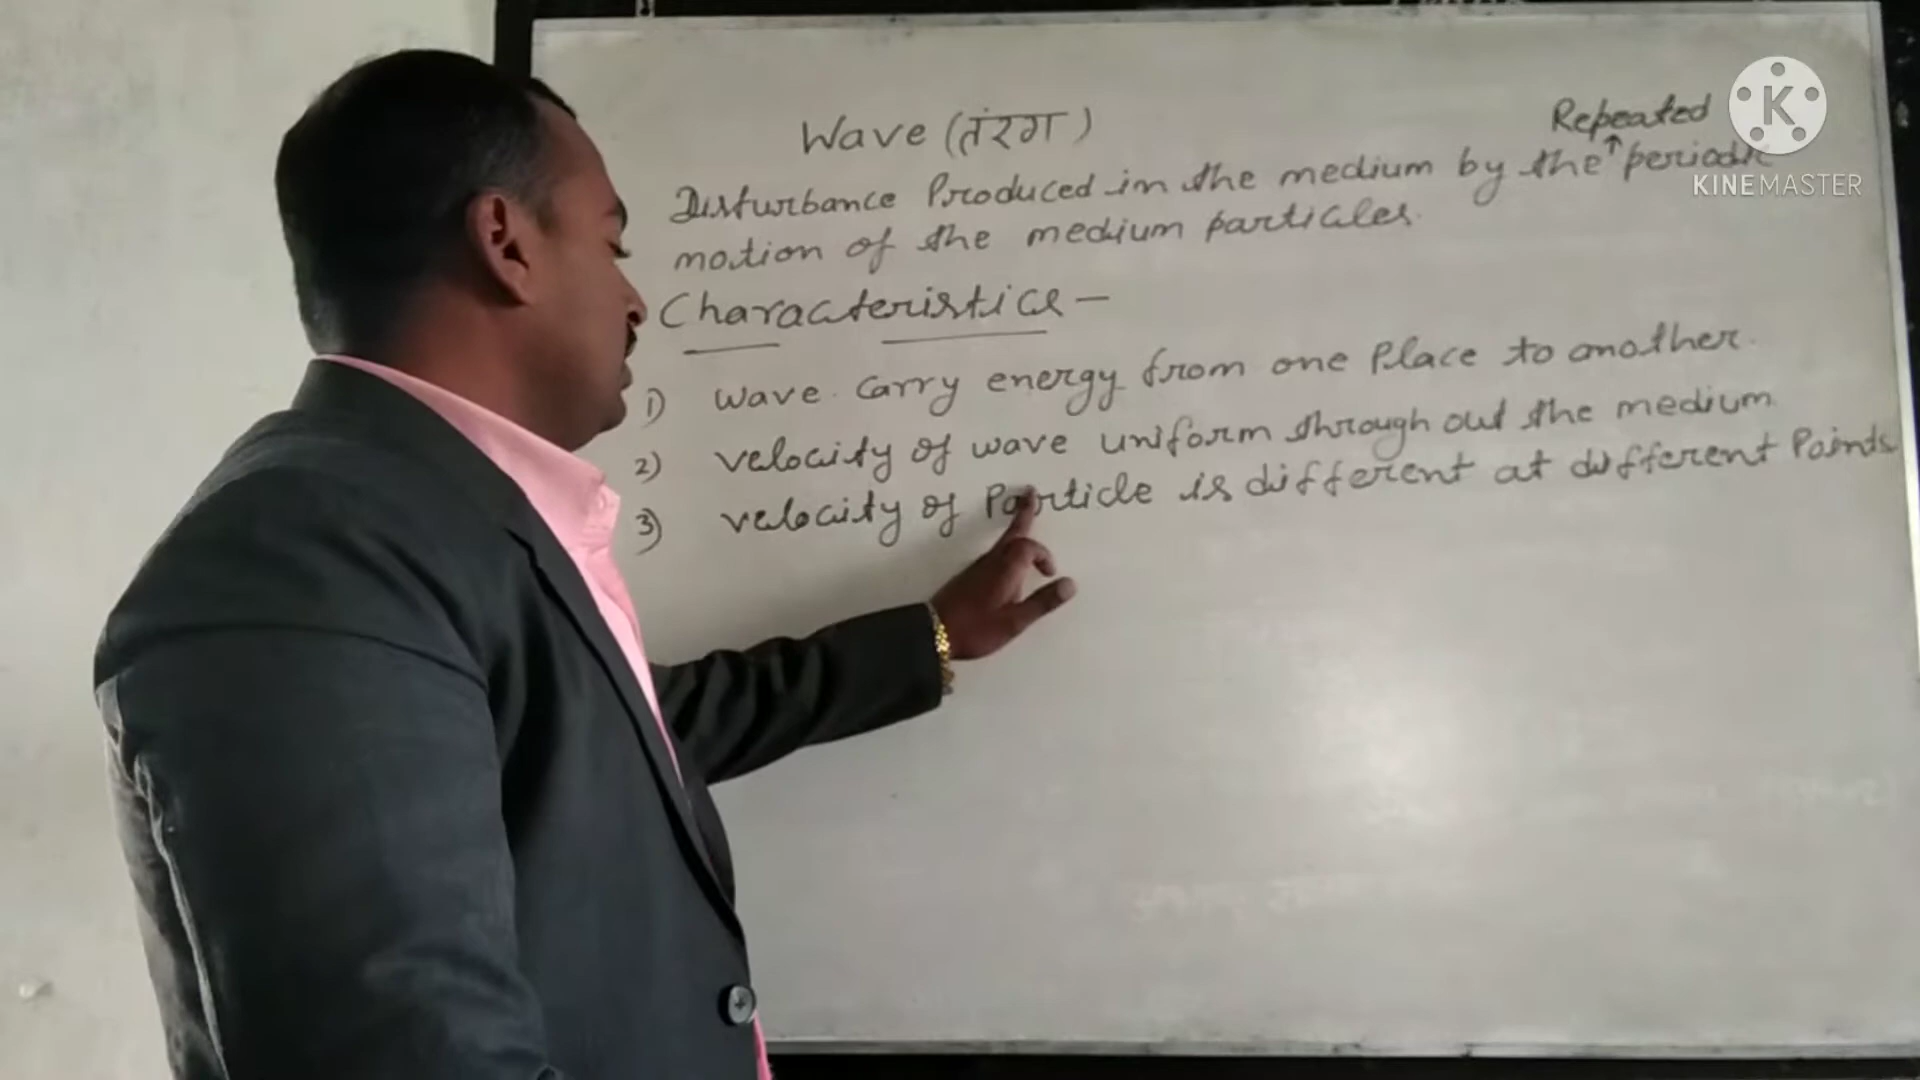 Wave (तंरग)
Repeated
Disturbance Produced in the medium by the ↑ periodic
motion of the medium particles.
Characteristics —
1) wave carry energy from one Place to another.
2) velocity of wave uniform through out the medium
3) velocity of Particle is different at different Points
KINEMASTER